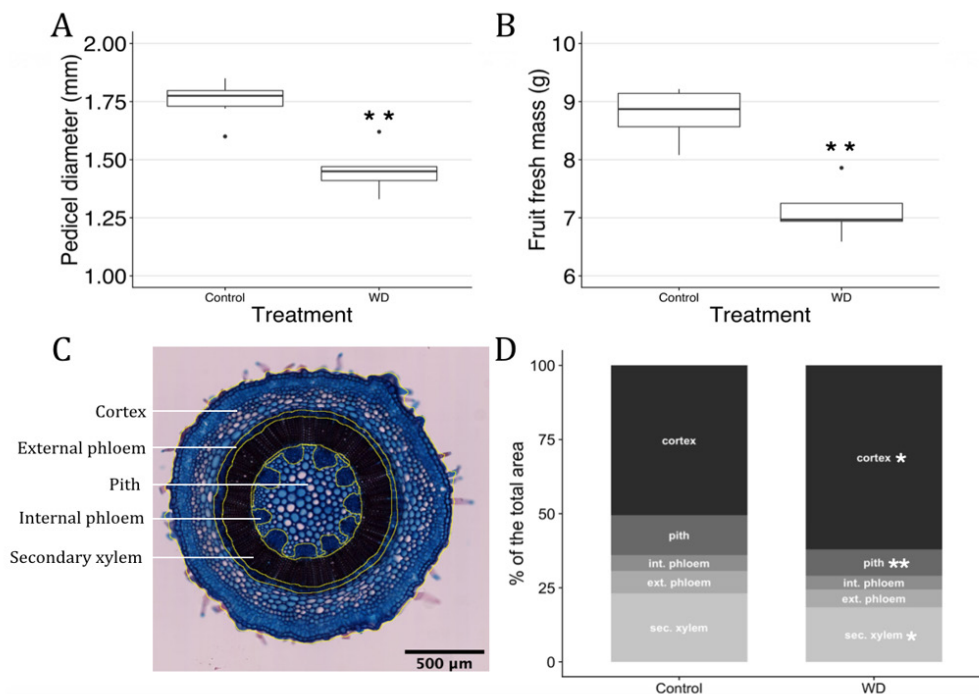 A
Pedicel diameter (mm)
2.00
1.75
1.50
1.25
1.00
**
Control
WD
Treatment
B
Fruit fresh mass (g)
10
9
8
7
6
**
Control
WD
Treatment
C
Cortex
External phloem
Pith
Internal phloem
Secondary xylem
500 µm
D
% of the total area
100
75
50
25
0
cortex
pith
int. phloem
ext. phloem
sec. xylem
cortex *
pith **
int. phloem
ext. phloem
sec. xylem *
Control
WD